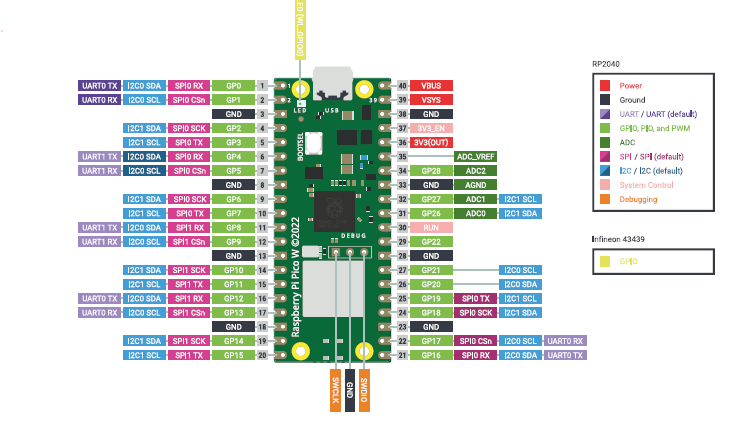 LED (WL_GPIO0)
UART0 TX I2C0 SDA SPI0 RX GP0 1
UART0 RX I2C0 SCL SPI0 CSn GP1 2
GND 3
I2C1 SDA SPI0 SCK GP2 4
I2C1 SCL SPI0 TX GP3 5
UART1 TX I2C0 SDA SPI0 RX GP4 6
UART1 RX I2C0 SCL SPI0 CSn GP5 7
GND 8
I2C1 SDA SPI0 SCK GP6 9
I2C1 SCL SPI0 TX GP7 10
UART1 TX I2C0 SDA SPI1 RX GP8 11
UART1 RX I2C0 SCL SPI1 CSn GP9 12
GND 13
I2C1 SDA SPI1 SCK GP10 14
I2C1 SCL SPI1 TX GP11 15
UART0 TX I2C0 SDA SPI1 RX GP12 16
UART0 RX I2C0 SCL SPI1 CSn GP13 17
GND 18
I2C1 SDA SPI1 SCK GP14 19
I2C1 SCL SPI1 TX GP15 20
1
2
39
LED
USB
BOOTSEL
DEBUG
Raspberry Pi Pico W ©2022
SWCLK
GND
SWDIO
40 VBUS
39 VSYS
38 GND
37 3V3_EN
36 3V3(OUT)
35 ADC_VREF
34 GP28 ADC2
33 GND AGND
32 GP27 ADC1 I2C1 SCL
31 GP26 ADC0 I2C1 SDA
30 RUN
29 GP22
28 GND
27 GP21 I2C0 SCL
26 GP20 I2C0 SDA
25 GP19 SPI0 TX I2C1 SCL
24 GP18 SPI0 SCK I2C1 SDA
23 GND
22 GP17 SPI0 CSn I2C0 SCL UART0 RX
21 GP16 SPI0 RX I2C0 SDA UART0 TX
RP2040
Power
Ground
UART / UART (default)
GPIO, PIO, and PWM
ADC
SPI / SPI (default)
I2C / I2C (default)
System Control
Debugging
Infineon 43439
GPIO